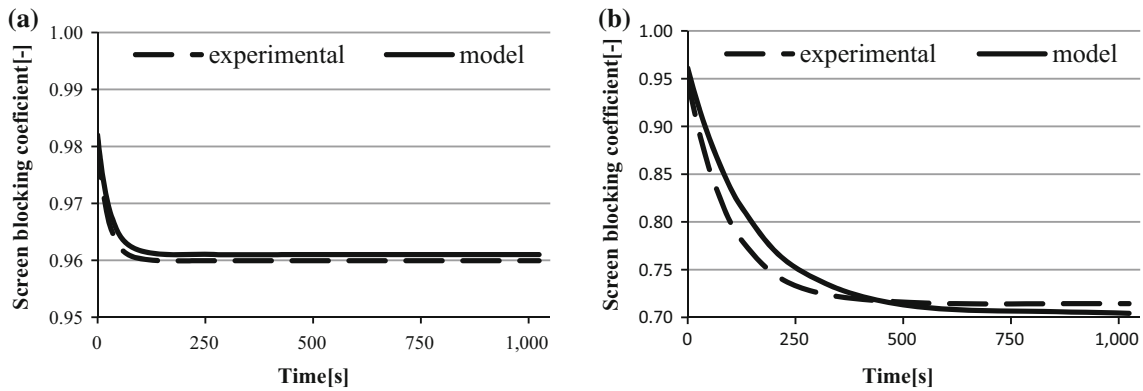 (a)
Screen blocking coeficient[-]
1.00
0.99
0.98
0.97
0.96
0.95
experimental
model
0
250
500
750
1,000
Time[s]
(b)
Screen blocking coefficient[-]
1.00
0.95
0.90
0.85
0.80
0.75
0.70
experimental
model
0
250
500
750
1,000
Time[s]